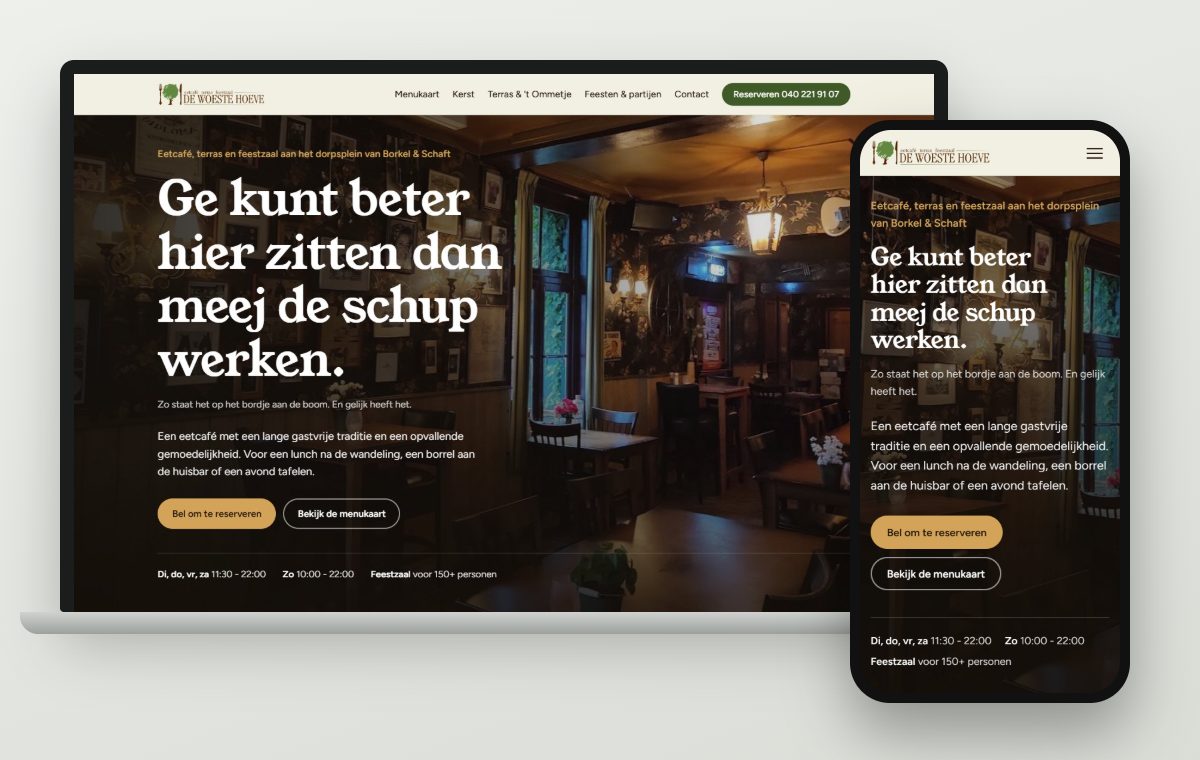 eetcafé terras feestzaal
DE WOESTE HOEVE
Menukaart Kerst Terras & 't Ommetje Feesten & partijen Contact Reserveren 040 221 91 07
Eetcafé, terras en feestzaal aan het dorpsplein van Borkel & Schaft
Ge kunt beter
hier zitten dan
meej de schup
werken.
Zo staat het op het bordje aan de boom. En gelijk heeft het.
Een eetcafé met een lange gastvrije traditie en een opvallende
gemoedelijkheid. Voor een lunch na de wandeling, een borrel aan
de huisbar of een avond tafelen.
Bel om te reserveren Bekijk de menukaart
Di, do, vr, za 11:30 - 22:00 Zo 10:00 - 22:00 Feestzaal voor 150+ personen
eetcafé terras feestzaal
DE WOESTE HOEVE
Eetcafé, terras en feestzaal aan het dorpsplein
van Borkel & Schaft
Ge kunt beter
hier zitten dan
meej de schup
werken.
Zo staat het op het bordje aan de boom. En gelijk
heeft het.
Een eetcafé met een lange gastvrije
traditie en een opvallende gemoedelijkheid.
Voor een lunch na de wandeling, een borrel
aan de huisbar of een avond tafelen.
Bel om te reserveren
Bekijk de menukaart
Di, do, vr, za 11:30 - 22:00 Zo 10:00 - 22:00
Feestzaal voor 150+ personen